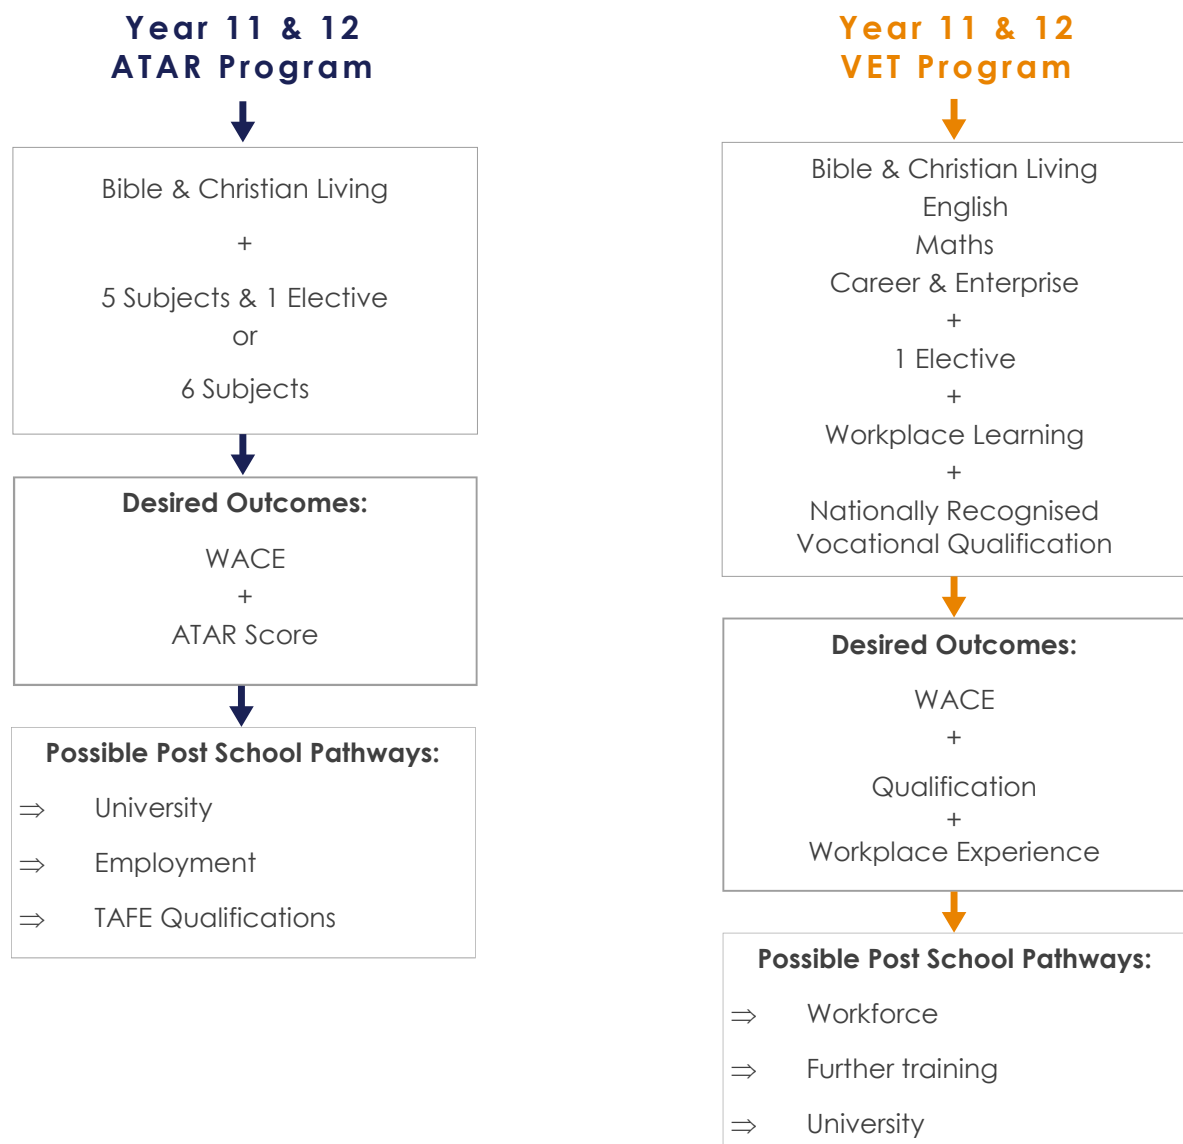 Year 11 & 12
ATAR Program
Bible & Christian Living
+
5 Subjects & 1 Elective
or
6 Subjects
Desired Outcomes:
WACE
+
ATAR Score
Possible Post School Pathways:
⇒ University
⇒ Employment
⇒ TAFE Qualifications
Year 11 & 12
VET Program
Bible & Christian Living
English
Maths
Career & Enterprise
+
1 Elective
+
Workplace Learning
+
Nationally Recognised
Vocational Qualification
Desired Outcomes:
WACE
+
Qualification
+
Workplace Experience
Possible Post School Pathways:
⇒ Workforce
⇒ Further training
⇒ University